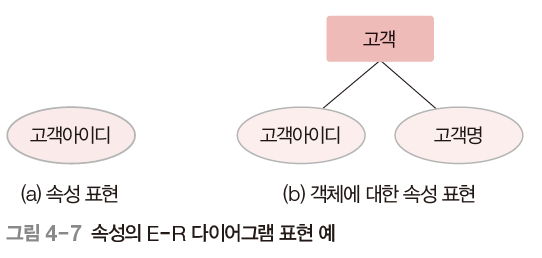 고객
고객아이디
고객아이디
고객명
(a) 속성 표현
(b) 객체에 대한 속성 표현
그림 4-7 속성의 E-R 다이어그램 표현 예